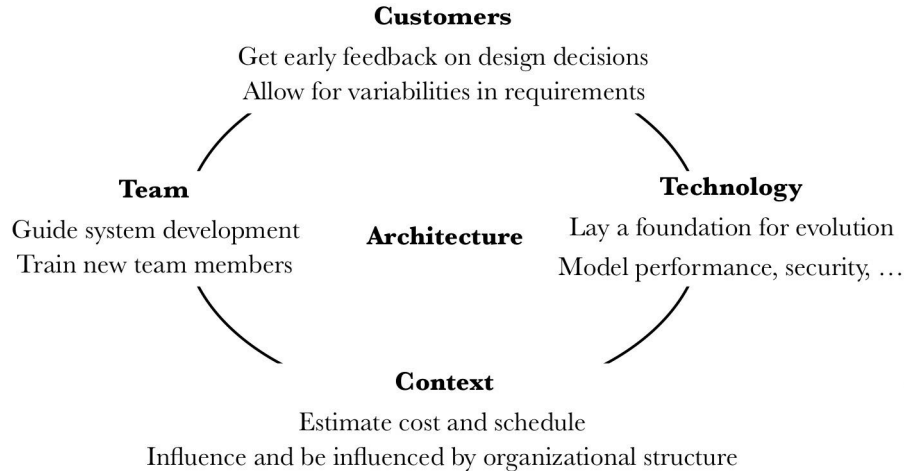 Customers
Get early feedback on design decisions
Allow for variabilities in requirements
Team
Guide system development
Train new team members
Architecture
Technology
Lay a foundation for evolution
Model performance, security, …
Context
Estimate cost and schedule
Influence and be influenced by organizational structure